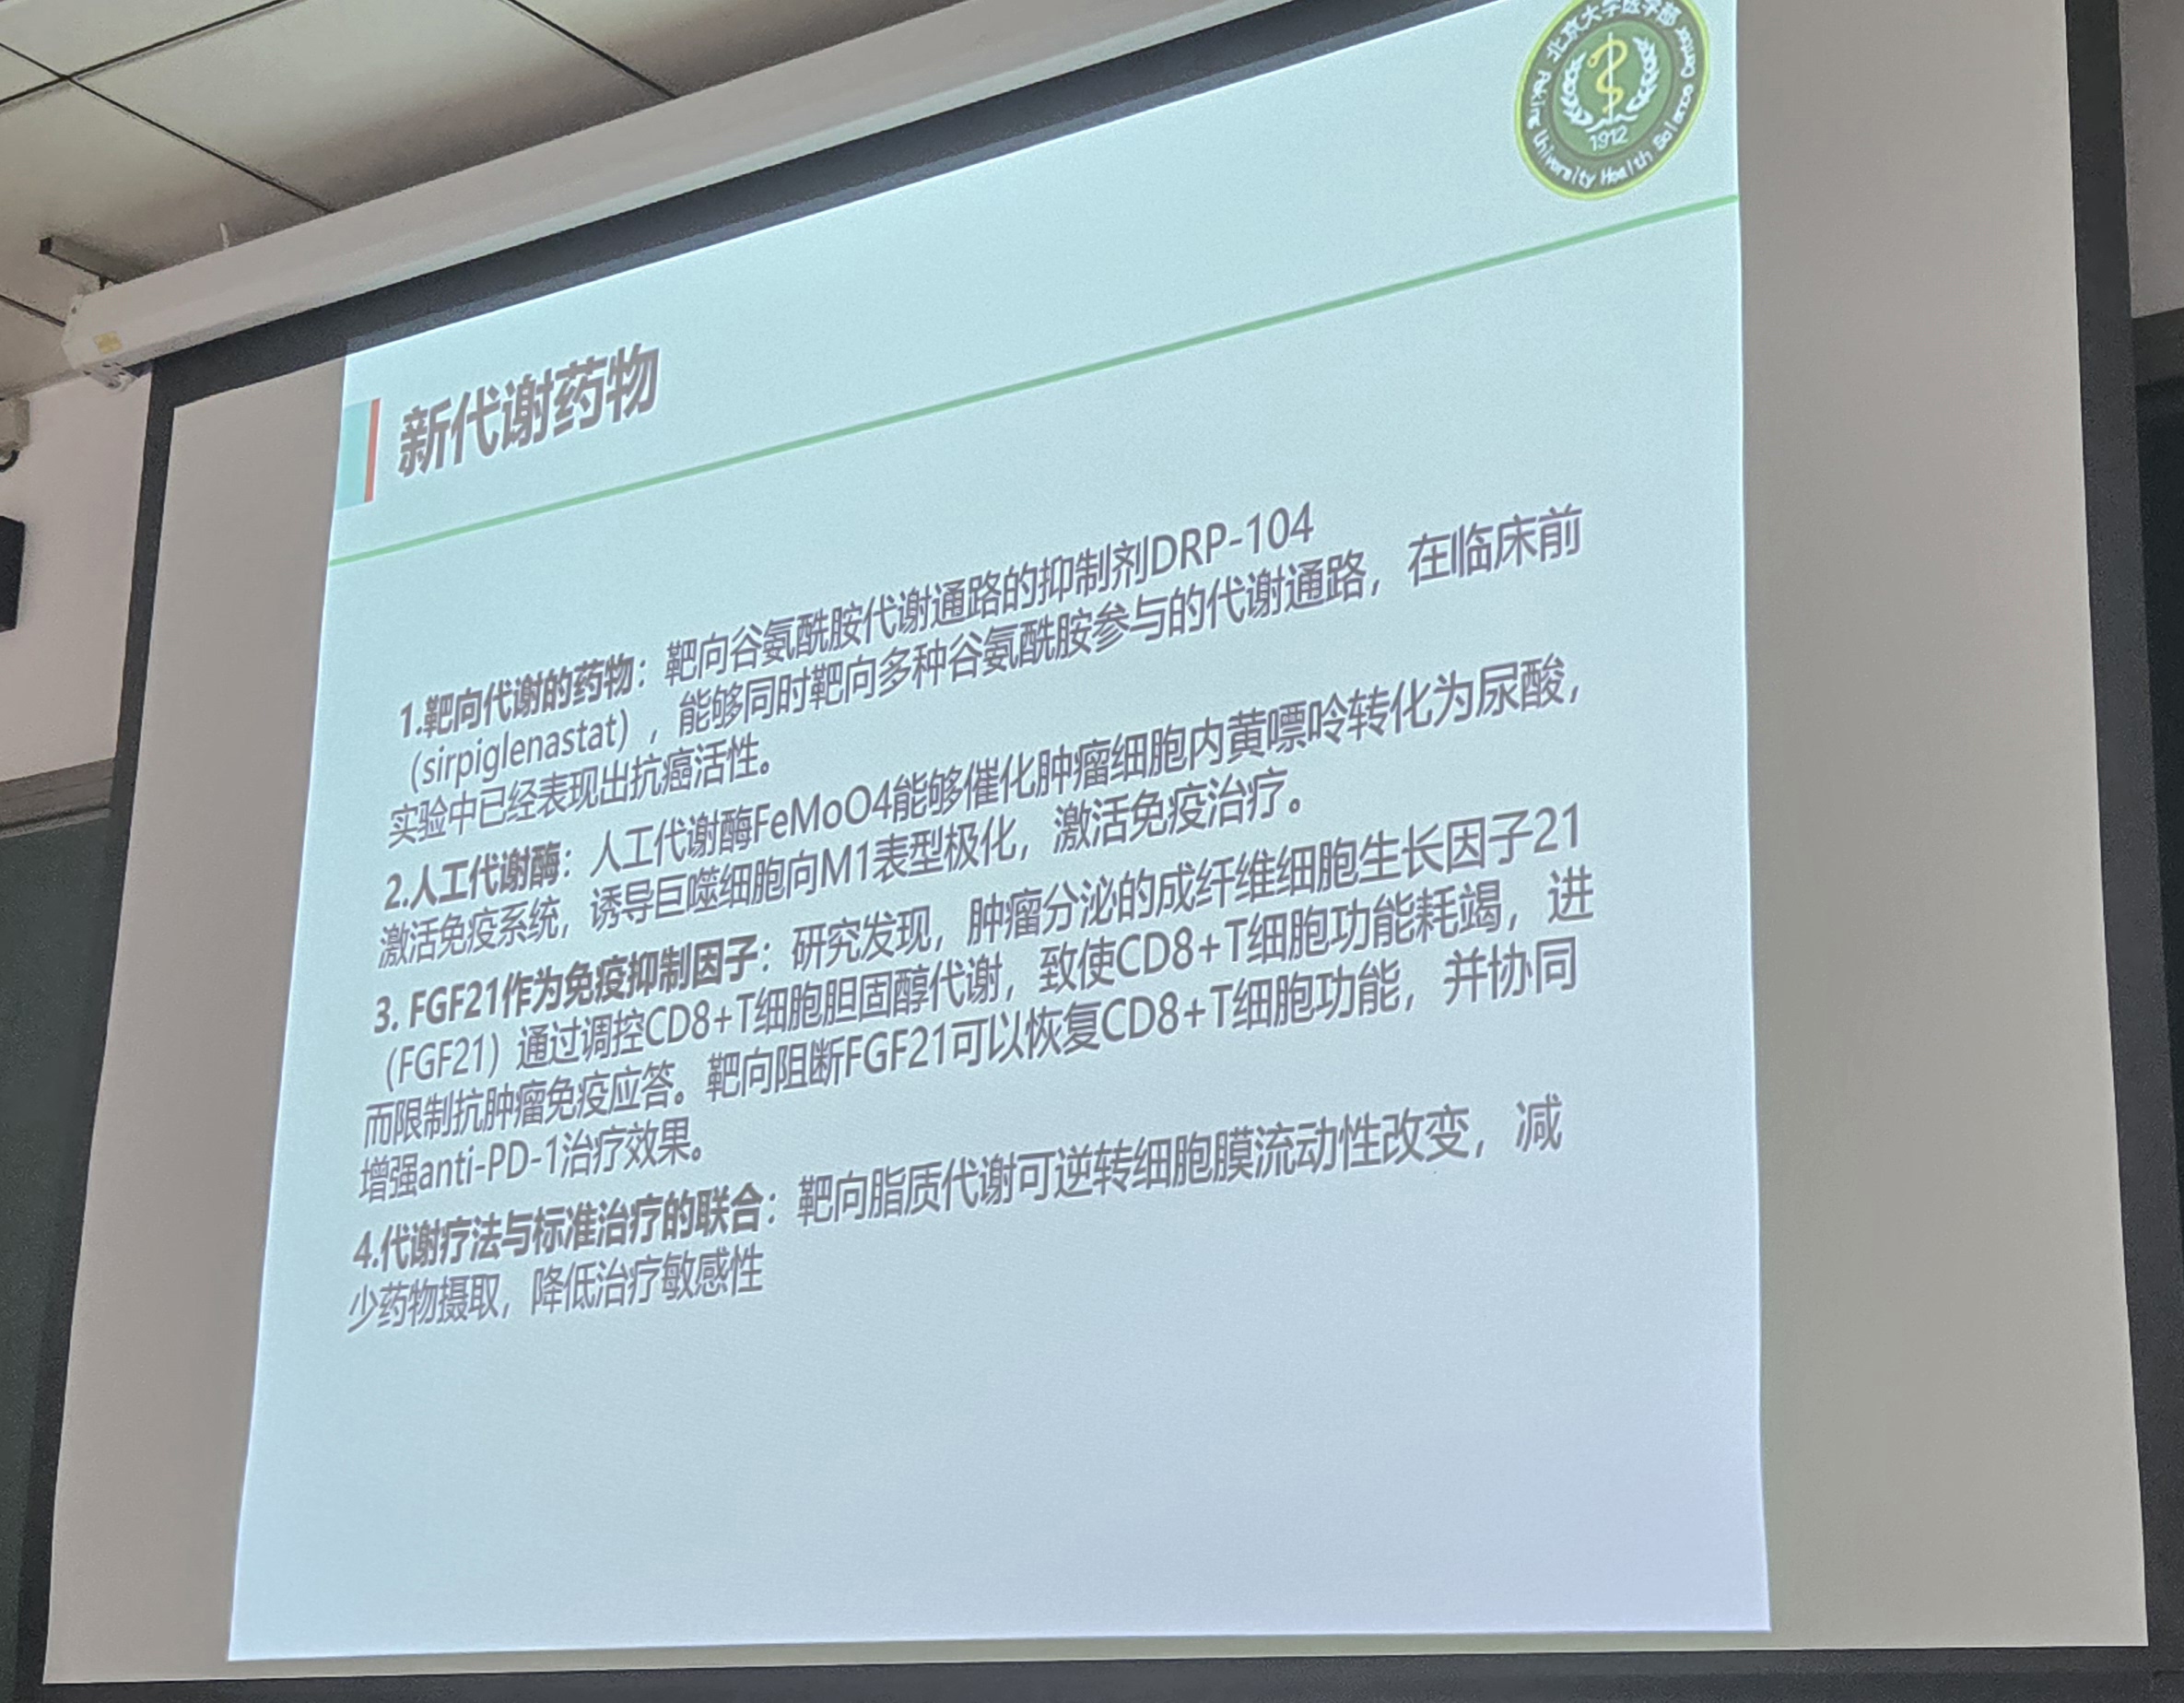 北京大学医学部
Peking University Health Science Center
1912
新代谢药物
1.靶向代谢的药物：靶向谷氨酰胺代谢通路的抑制剂DRP-104
（sirpiglenastat），能够同时靶向多种谷氨酰胺参与的代谢通路，在临床前
实验中已经表现出抗癌活性。
2.人工代谢酶：人工代谢酶FeMoO4能够催化肿瘤细胞内黄嘌呤转化为尿酸，
激活免疫系统，诱导巨噬细胞向M1表型极化，激活免疫治疗。
3. FGF21作为免疫抑制因子：研究发现，肿瘤分泌的成纤维细胞生长因子21
（FGF21）通过调控CD8+T细胞胆固醇代谢，致使CD8+T细胞功能耗竭，进
而限制抗肿瘤免疫应答。靶向阻断FGF21可以恢复CD8+T细胞功能，并协同
增强anti-PD-1治疗效果。
4.代谢疗法与标准治疗的联合：靶向脂质代谢可逆转细胞膜流动性改变，减
少药物摄取，降低治疗敏感性